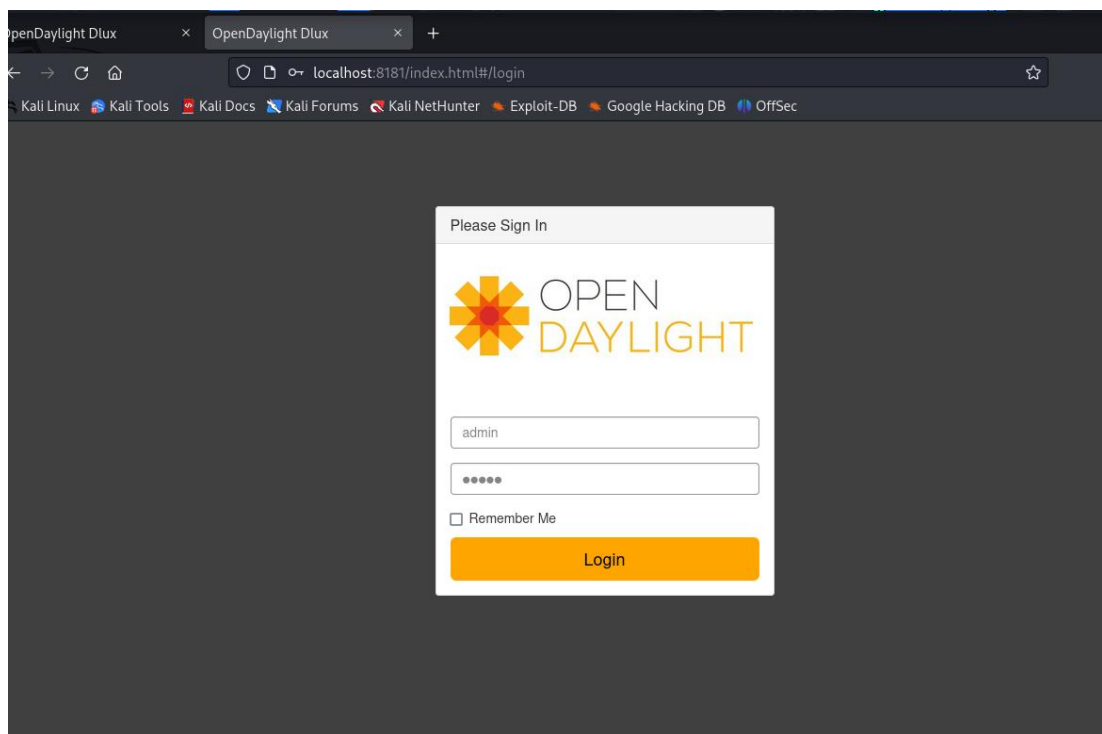 OpenDaylight Dlux × OpenDaylight Dlux × +
localhost:8181/index.html#/login
Kali Linux Kali Tools Kali Docs Kali Forums Kali NetHunter Exploit-DB Google Hacking DB OffSec
Please Sign In
OPEN
DAYLIGHT
admin
•••••
Remember Me
Login